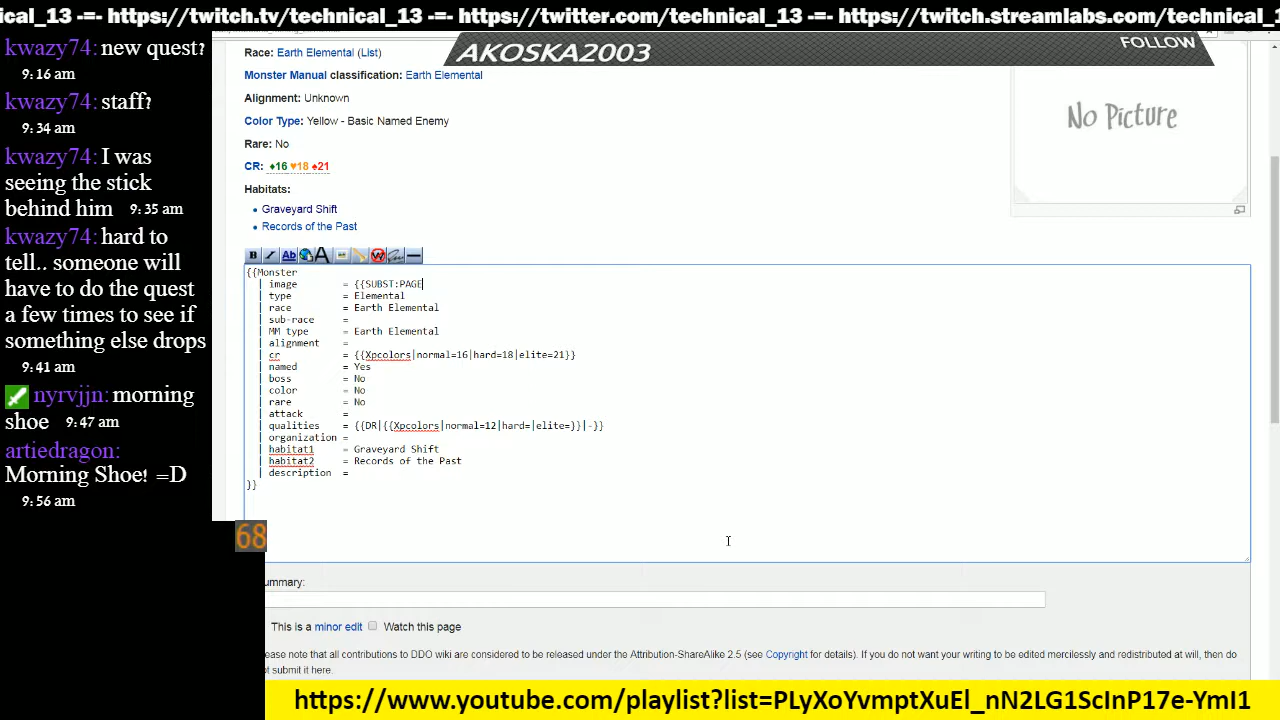 ical_13 -=- https://twitch.tv/technical_13 -=- https://twitter.com/technical_13 -=- https://twitch.streamlabs.com/technical_1
kwazy74: new quest?
9:16 am
kwazy74: staff?
9:34 am
kwazy74: I was
seeing the stick
behind him 9:35 am
kwazy74: hard to
tell.. someone will
have to do the quest
a few times to see if
something else drops
9:41 am
nyrvjjn: morning
shoe 9:47 am
artiedragon:
Morning Shoe! =D
9:56 am
68
AKOSKA2003
FOLLOW
Race: Earth Elemental (List)
Monster Manual classification: Earth Elemental
Alignment: Unknown
Color Type: Yellow - Basic Named Enemy
Rare: No
CR: ♦16 ♥18 ♠21
Habitats:
• Graveyard Shift
• Records of the Past
No Picture
B I Ab A W
{{Monster
| image = {{SUBST:PAGE
| type = Elemental
| race = Earth Elemental
| sub-race =
| MM type = Earth Elemental
| alignment =
| cr = {{Xpcolors|normal=16|hard=18|elite=21}}
| named = Yes
| boss = No
| color = No
| rare = No
| attack =
| qualities = {{DR|{{Xpcolors|normal=12|hard=|elite=}}|-}}
| organization =
| habitat1 = Graveyard Shift
| habitat2 = Records of the Past
| description =
}}
ummary:
This is a minor edit Watch this page
ease note that all contributions to DDO wiki are considered to be released under the Attribution-ShareAlike 2.5 (see Copyright for details). If you do not want your writing to be edited mercilessly and redistributed at will, then do
ot submit it here.
https://www.youtube.com/playlist?list=PLyXoYvmptXuEl_nN2LG1ScInP17e-YmI1